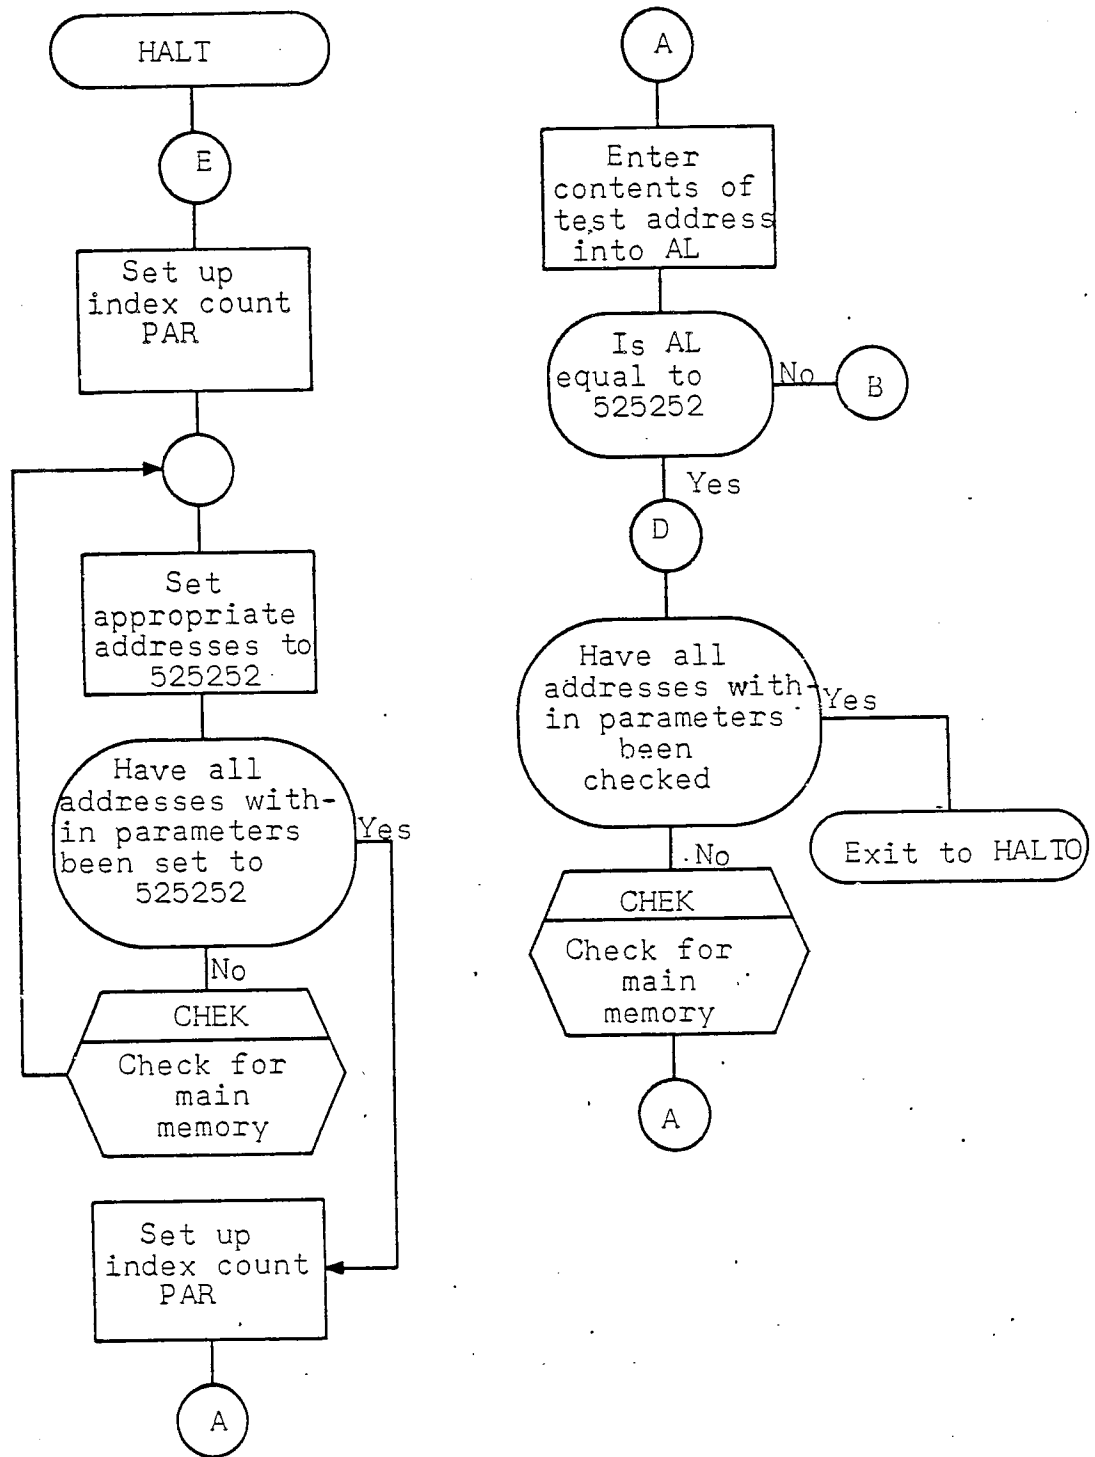 HALT
E
Set up
index count
PAR
Set
appropriate
addresses to
525252
Have all
addresses with-
in parameters
been set to
525252
Yes
No
CHEK
Check for
main
memory
Set up
index count
PAR
A
A
Enter
contents of
test address
into AL
Is AL
equal to
525252
No
B
Yes
D
Have all
addresses with-
in parameters
been
checked
Yes
Exit to HALTO
No
CHEK
Check for
main
memory
A